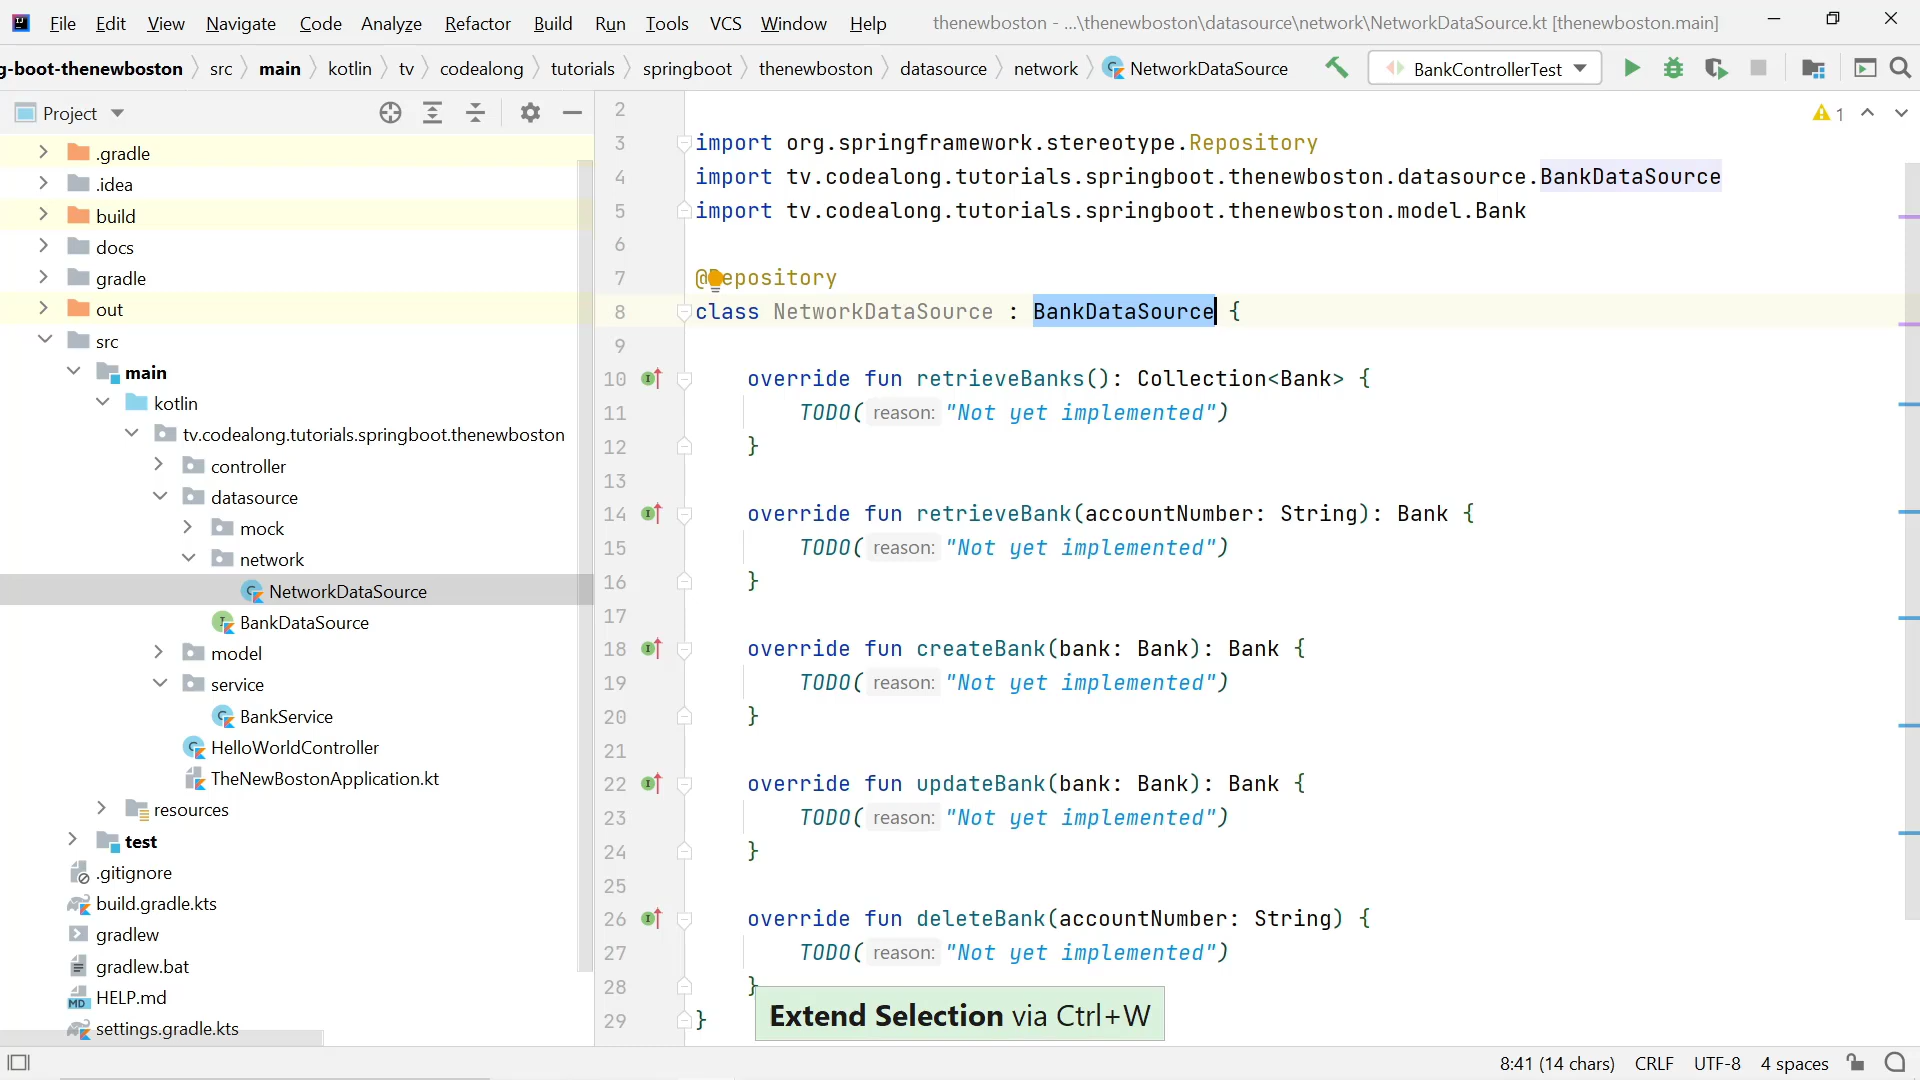 File Edit View Navigate Code Analyze Refactor Build Run Tools VCS Window Help thenewboston - ...\thenewboston\datasource\network\NetworkDataSource.kt [thenewboston.main]
g-boot-thenewboston src main kotlin tv codealong tutorials springboot thenewboston datasource network NetworkDataSource BankControllerTest
Project
.gradle
.idea
build
docs
gradle
out
src
main
kotlin
tv.codealong.tutorials.springboot.thenewboston
controller
datasource
mock
network
NetworkDataSource
BankDataSource
model
service
BankService
HelloWorldController
TheNewBostonApplication.kt
resources
test
.gitignore
build.gradle.kts
gradlew
gradlew.bat
HELP.md
settings.gradle.kts
1
2
3 import org.springframework.stereotype.Repository
4 import tv.codealong.tutorials.springboot.thenewboston.datasource.BankDataSource
5 import tv.codealong.tutorials.springboot.thenewboston.model.Bank
6
7 @Repository
8 class NetworkDataSource : BankDataSource {
9
10 override fun retrieveBanks(): Collection<Bank> {
11 TODO( reason: "Not yet implemented")
12 }
13
14 override fun retrieveBank(accountNumber: String): Bank {
15 TODO( reason: "Not yet implemented")
16 }
17
18 override fun createBank(bank: Bank): Bank {
19 TODO( reason: "Not yet implemented")
20 }
21
22 override fun updateBank(bank: Bank): Bank {
23 TODO( reason: "Not yet implemented")
24 }
25
26 override fun deleteBank(accountNumber: String) {
27 TODO( reason: "Not yet implemented")
28 }
29 }
Extend Selection via Ctrl+W
8:41 (14 chars) CRLF UTF-8 4 spaces